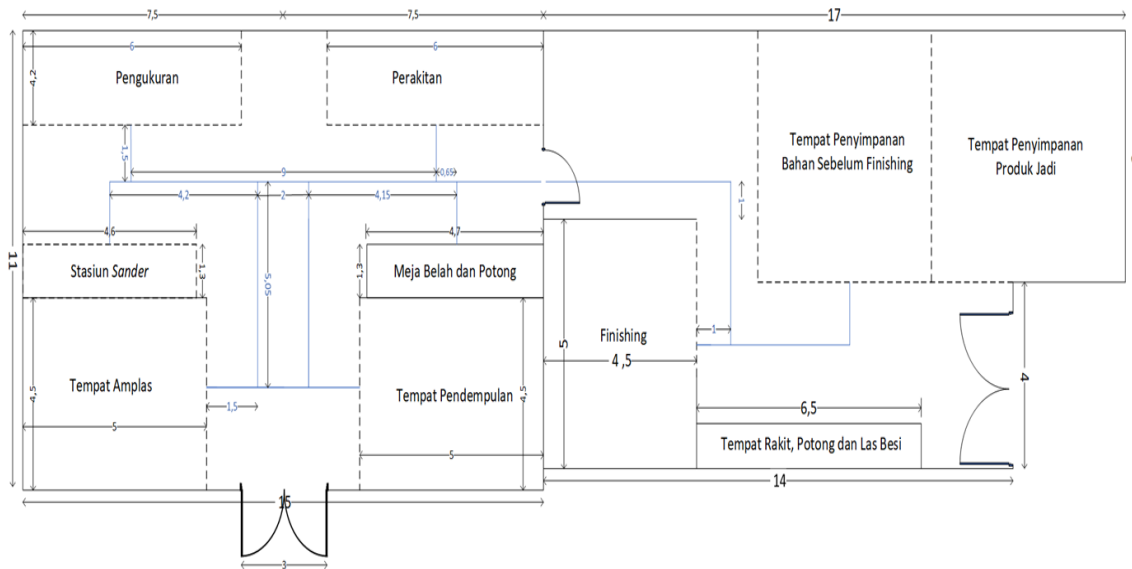 7,5
7,5
17
6
6
4,2
Pengukuran
Perakitan
Tempat Penyimpanan
Bahan Sebelum Finishing
Tempat Penyimpanan
Produk Jadi
1,5
9
0,65
4,2
2
4,15
1
4,6
4,7
11
Stasiun Sander
1,3
5,05
1,3
Meja Belah dan Potong
Finishing
1
5
4 ,5
4
Tempat Amplas
4,5
1,5
5
Tempat Pendempulan
4,5
5
6,5
Tempat Rakit, Potong dan Las Besi
14
15
3